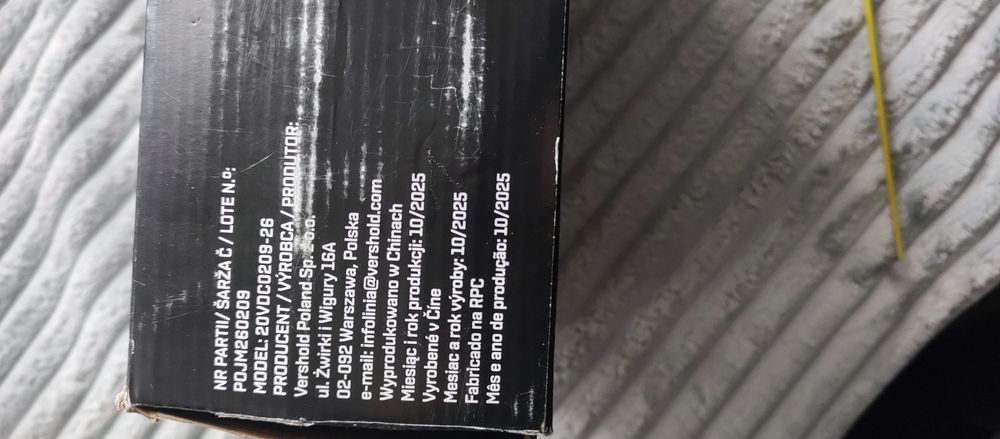 NR PARTII/ ŠARŽA Č / LOTE N.º:
POJM260209
MODEL: 20VOC0209-26
PRODUCENT / VÝROBCA / PRODUTOR:
Vershold Poland Sp. z o.o.
ul. Żwirki i Wigury 16A
02-092 Warszawa, Polska
e-mail: infolinia@vershold.com
Wyprodukowano w Chinach
Miesiąc i rok produkcji: 10/2025
Vyrobené v Číne
Mesiac a rok výroby: 10/2025
Fabricado na RPC
Mês e ano de produção: 10/2025